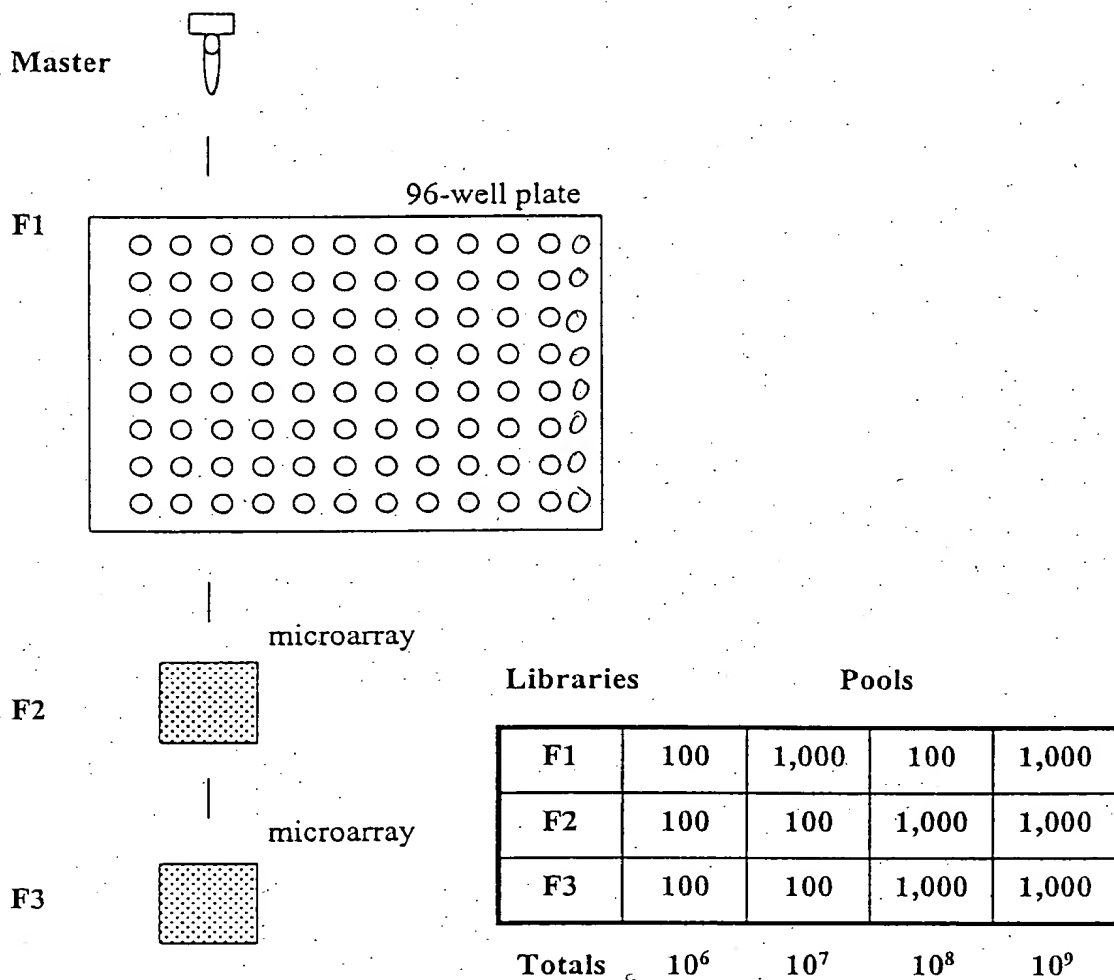 Master
96-well plate
F1
microarray
F2
microarray
F3
Libraries Pools
F1 100 1,000 100 1,000
F2 100 100 1,000 1,000
F3 100 100 1,000 1,000
Totals 10⁶ 10⁷ 10⁸ 10⁹